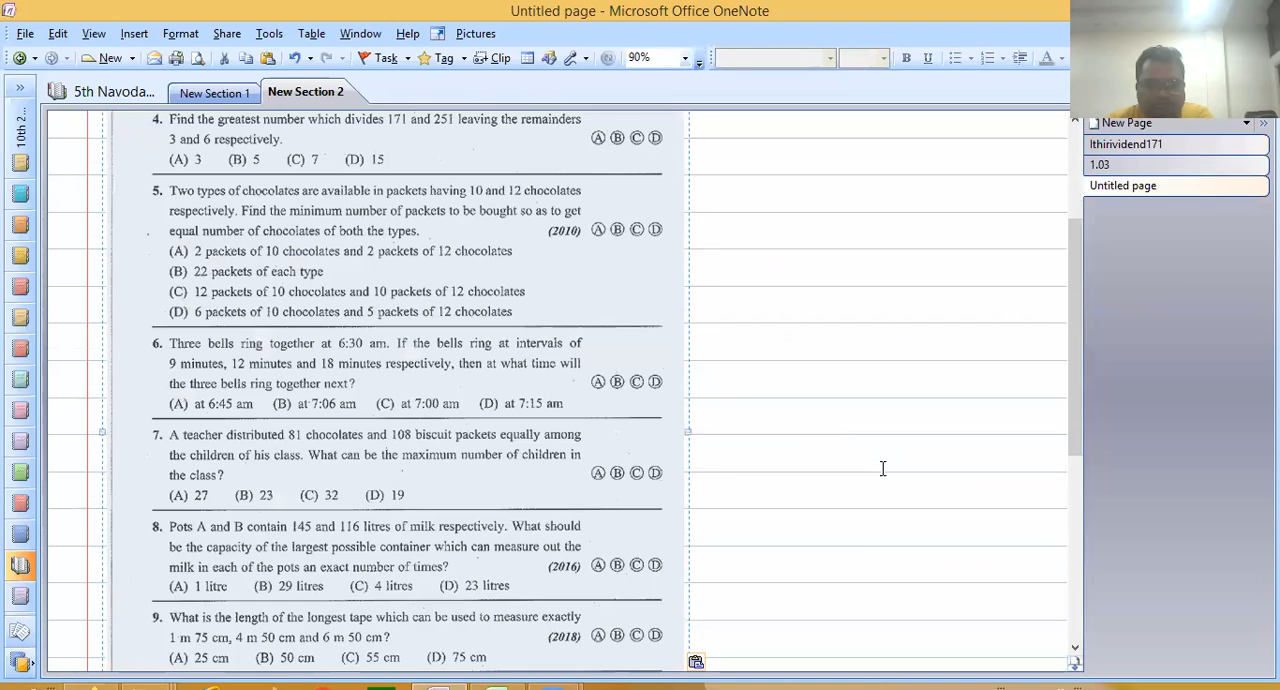 Untitled page - Microsoft Office OneNote
File Edit View Insert Format Share Tools Table Window Help Pictures
New Task Tag Clip 90% B U A
5th Navoda... New Section 1 New Section 2
10th 2...
New Page
Ithirividend171
1.03
Untitled page
4. Find the greatest number which divides 171 and 251 leaving the remainders
3 and 6 respectively. Ⓐ Ⓑ Ⓒ Ⓓ
(A) 3 (B) 5 (C) 7 (D) 15
5. Two types of chocolates are available in packets having 10 and 12 chocolates
respectively. Find the minimum number of packets to be bought so as to get
equal number of chocolates of both the types. (2010) Ⓐ Ⓑ Ⓒ Ⓓ
(A) 2 packets of 10 chocolates and 2 packets of 12 chocolates
(B) 22 packets of each type
(C) 12 packets of 10 chocolates and 10 packets of 12 chocolates
(D) 6 packets of 10 chocolates and 5 packets of 12 chocolates
6. Three bells ring together at 6:30 am. If the bells ring at intervals of
9 minutes, 12 minutes and 18 minutes respectively, then at what time will
the three bells ring together next? Ⓐ Ⓑ Ⓒ Ⓓ
(A) at 6:45 am (B) at 7:06 am (C) at 7:00 am (D) at 7:15 am
7. A teacher distributed 81 chocolates and 108 biscuit packets equally among
the children of his class. What can be the maximum number of children in
the class? Ⓐ Ⓑ Ⓒ Ⓓ
(A) 27 (B) 23 (C) 32 (D) 19
8. Pots A and B contain 145 and 116 litres of milk respectively. What should
be the capacity of the largest possible container which can measure out the
milk in each of the pots an exact number of times? (2016) Ⓐ Ⓑ Ⓒ Ⓓ
(A) 1 litre (B) 29 litres (C) 4 litres (D) 23 litres
9. What is the length of the longest tape which can be used to measure exactly
1 m 75 cm, 4 m 50 cm and 6 m 50 cm? (2018) Ⓐ Ⓑ Ⓒ Ⓓ
(A) 25 cm (B) 50 cm (C) 55 cm (D) 75 cm